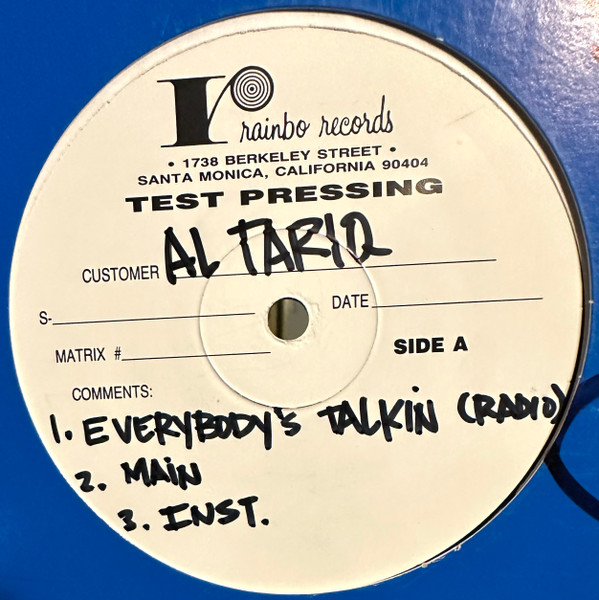 r rainbo records
• 1738 BERKELEY STREET •
SANTA MONICA, CALIFORNIA 90404
TEST PRESSING
CUSTOMER AL TARIQ
S-
DATE
MATRIX #
SIDE A
COMMENTS:
1. EVERYBODY'S TALKIN (RADIO)
2. MAIN
3. INST.